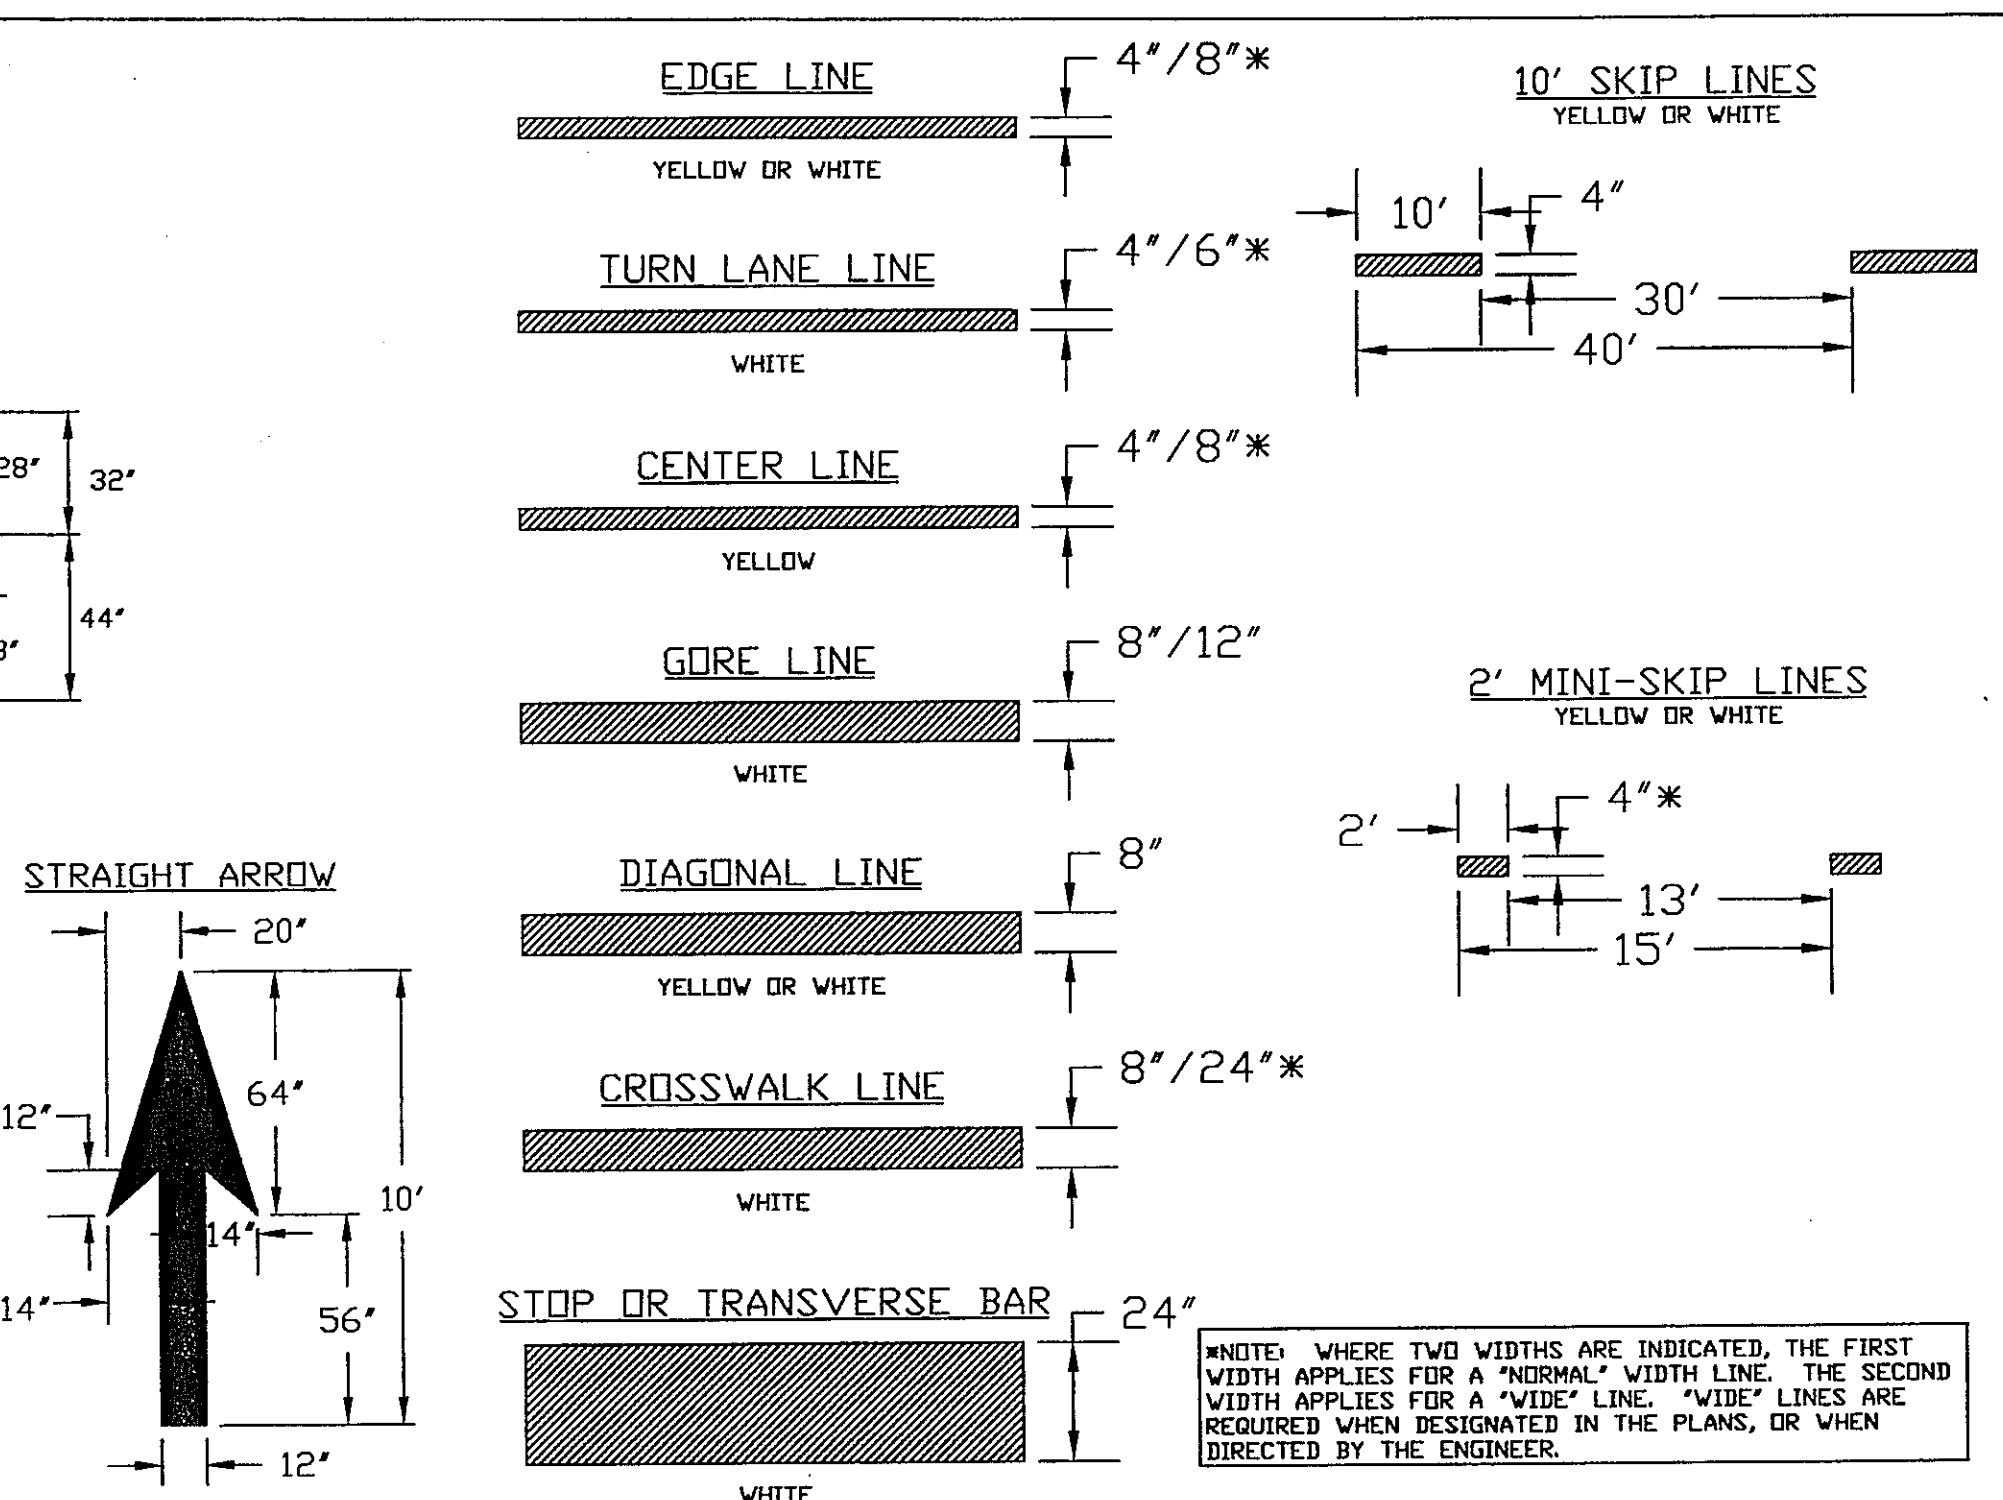 28"
32"
44"
STRAIGHT ARROW
20"
64"
12"
10'
14"
14"
56"
12"
EDGE LINE
4"/8"*
YELLOW OR WHITE
TURN LANE LINE
4"/6"*
WHITE
CENTER LINE
4"/8"*
YELLOW
GORE LINE
8"/12"
WHITE
DIAGONAL LINE
8"
YELLOW OR WHITE
CROSSWALK LINE
8"/24"*
WHITE
STOP OR TRANSVERSE BAR
24"
WHITE
10' SKIP LINES
YELLOW OR WHITE
10'
4"
30'
40'
2' MINI-SKIP LINES
YELLOW OR WHITE
2'
4"*
13'
15'
*NOTE: WHERE TWO WIDTHS ARE INDICATED, THE FIRST
WIDTH APPLIES FOR A "NORMAL" WIDTH LINE. THE SECOND
WIDTH APPLIES FOR A "WIDE" LINE. "WIDE" LINES ARE
REQUIRED WHEN DESIGNATED IN THE PLANS, OR WHEN
DIRECTED BY THE ENGINEER.